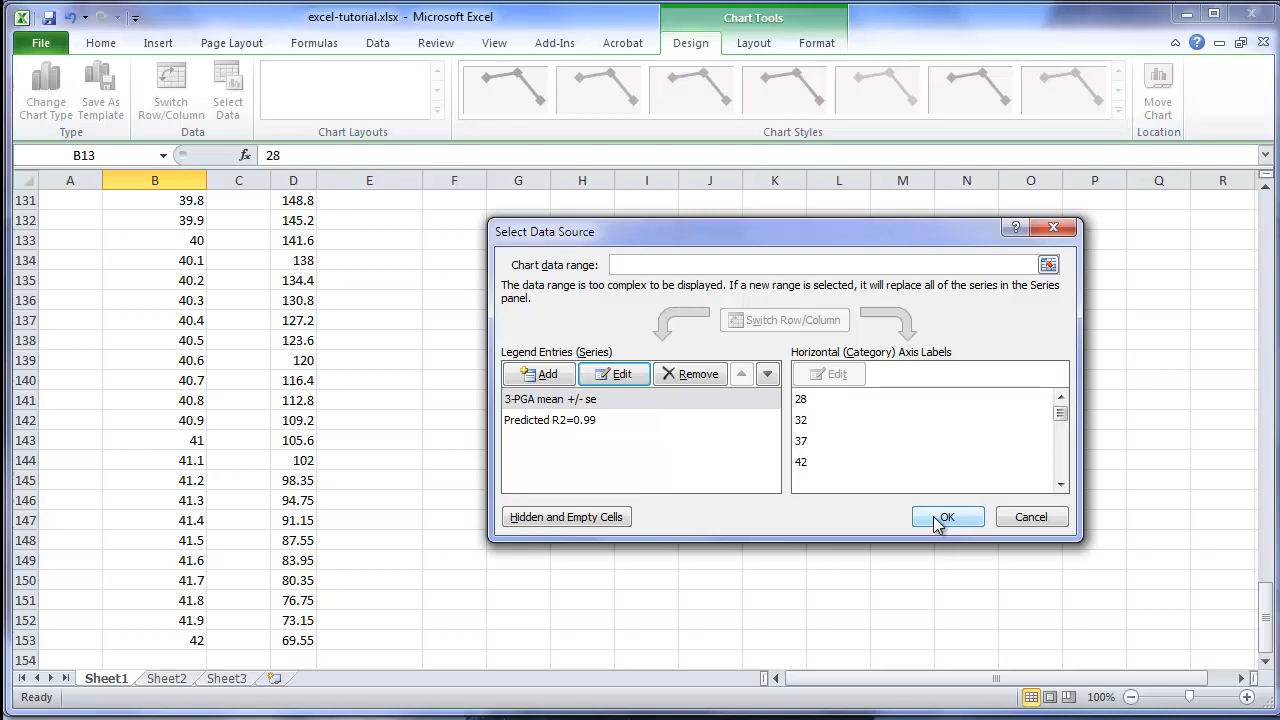 excel-tutorial.xlsx - Microsoft Excel
Chart Tools
File Home Insert Page Layout Formulas Data Review View Add-Ins Acrobat Design Layout Format
Change Chart Type
Save As Template
Switch Row/Column
Select Data
Move Chart
Type Data Chart Layouts Chart Styles Location
B13 fx 28
A B C D E F G H I J K L M N O P Q R
131 39.8 148.8
132 39.9 145.2
133 40 141.6
134 40.1 138
135 40.2 134.4
136 40.3 130.8
137 40.4 127.2
138 40.5 123.6
139 40.6 120
140 40.7 116.4
141 40.8 112.8
142 40.9 109.2
143 41 105.6
144 41.1 102
145 41.2 98.35
146 41.3 94.75
147 41.4 91.15
148 41.5 87.55
149 41.6 83.95
150 41.7 80.35
151 41.8 76.75
152 41.9 73.15
153 42 69.55
154
Select Data Source
Chart data range:
The data range is too complex to be displayed. If a new range is selected, it will replace all of the series in the Series
panel.
Switch Row/Column
Legend Entries (Series)
Add Edit Remove
3-PGA mean +/- se
Predicted R2=0.99
Horizontal (Category) Axis Labels
Edit
28
32
37
42
Hidden and Empty Cells OK Cancel
Sheet1 Sheet2 Sheet3
Ready 100%